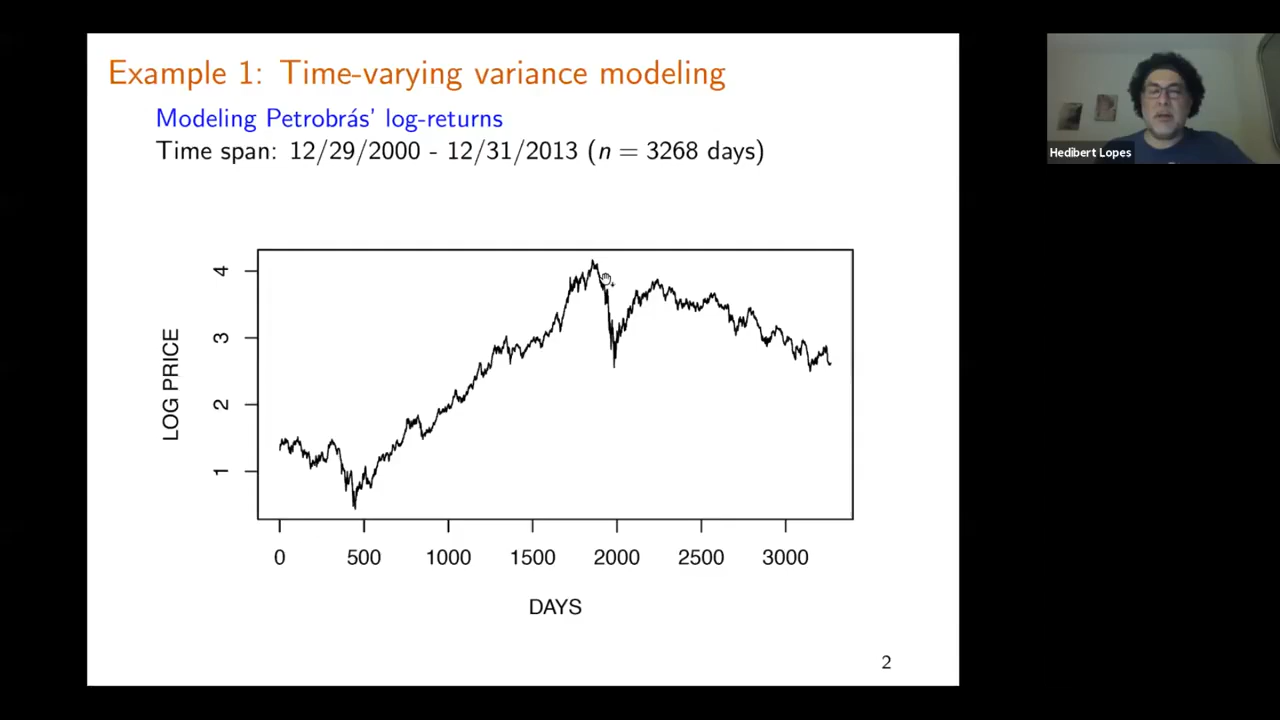 Example 1: Time-varying variance modeling
Modeling Petrobrás' log-returns
Time span: 12/29/2000 - 12/31/2013 (n = 3268 days)
Hedibert Lopes
LOG PRICE
4
3
2
1
0 500 1000 1500 2000 2500 3000
DAYS
2